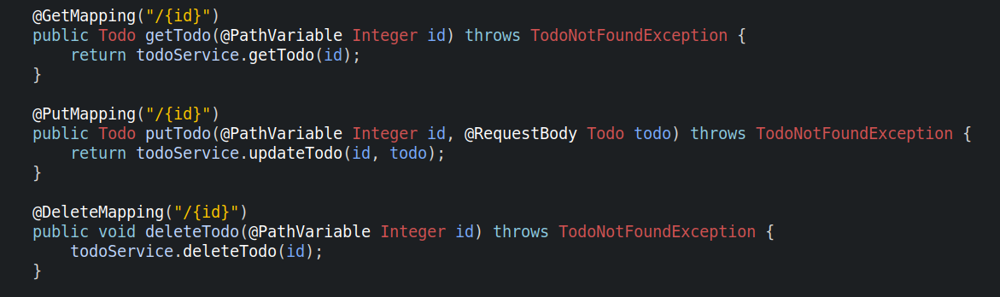 @GetMapping("/{id}")
public Todo getTodo(@PathVariable Integer id) throws TodoNotFoundException {
    return todoService.getTodo(id);
}

@PutMapping("/{id}")
public Todo putTodo(@PathVariable Integer id, @RequestBody Todo todo) throws TodoNotFoundException {
    return todoService.updateTodo(id, todo);
}

@DeleteMapping("/{id}")
public void deleteTodo(@PathVariable Integer id) throws TodoNotFoundException {
    todoService.deleteTodo(id);
}